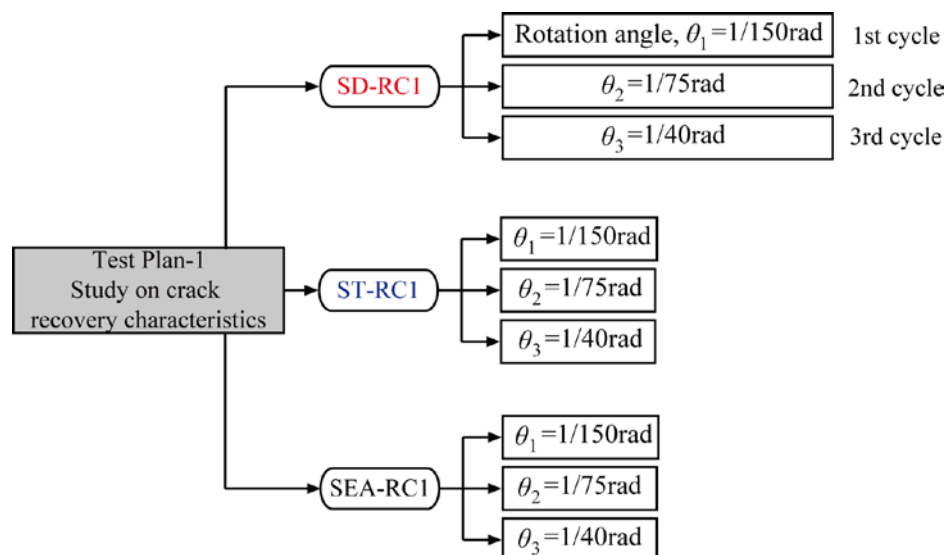 Rotation angle, θ₁=1/150rad 1st cycle
SD-RC1
θ₂=1/75rad 2nd cycle
θ₃=1/40rad 3rd cycle
Test Plan-1
Study on crack
recovery characteristics
θ₁=1/150rad
ST-RC1
θ₂=1/75rad
θ₃=1/40rad
θ₁=1/150rad
SEA-RC1
θ₂=1/75rad
θ₃=1/40rad